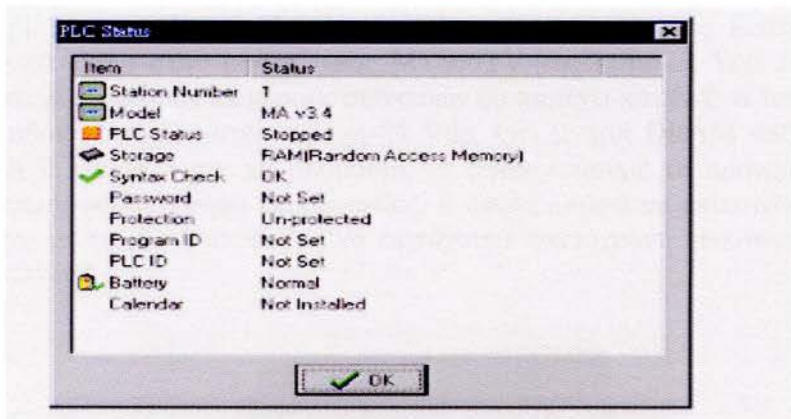 PLC Status
Item Status
Station Number 1
Model MA v3.4
PLC Status Stopped
Storage RAM(Random Access Memory)
Syntax Check OK
Password Not Set
Protection Un-protected
Program ID Not Set
PLC ID Not Set
Battery Normal
Calendar Not Installed
OK